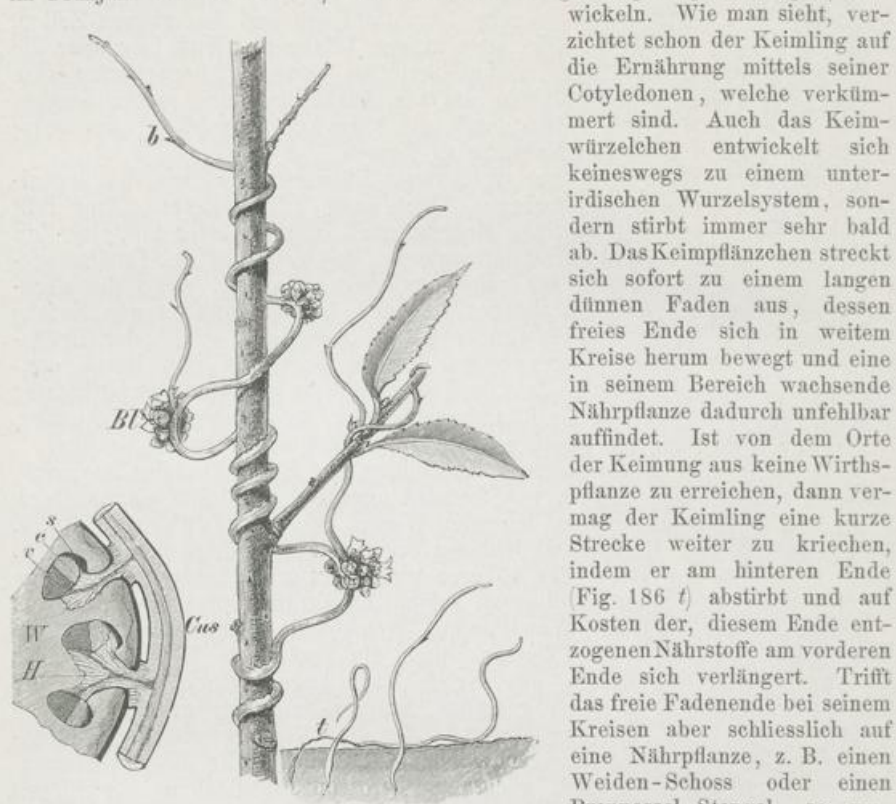 wickeln. Wie man sieht, ver-
zichtet schon der Keimling auf
die Ernährung mittels seiner
Cotyledonen, welche verküm-
mert sind. Auch das Keim-
würzelchen entwickelt sich
keineswegs zu einem unter-
irdischen Wurzelsystem, son-
dern stirbt immer sehr bald
ab. Das Keimpflänzchen streckt
sich sofort zu einem langen
dünnen Faden aus, dessen
freies Ende sich in weitem
Kreise herum bewegt und eine
in seinem Bereich wachsende
Nährpflanze dadurch unfehlbar
auffindet. Ist von dem Orte
der Keimung aus keine Wirths-
pflanze zu erreichen, dann ver-
mag der Keimling eine kurze
Strecke weiter zu kriechen,
indem er am hinteren Ende
(Fig. 186 t) abstirbt und auf
Kosten der, diesem Ende ent-
zogenen Nährstoffe am vorderen
Ende sich verlängert. Trifft
das freie Fadenende bei seinem
Kreisen aber schliesslich auf
eine Nährpflanze, z. B. einen
Weiden-Schoss oder einen
b
Bl
c e s
W
H
Cus
t